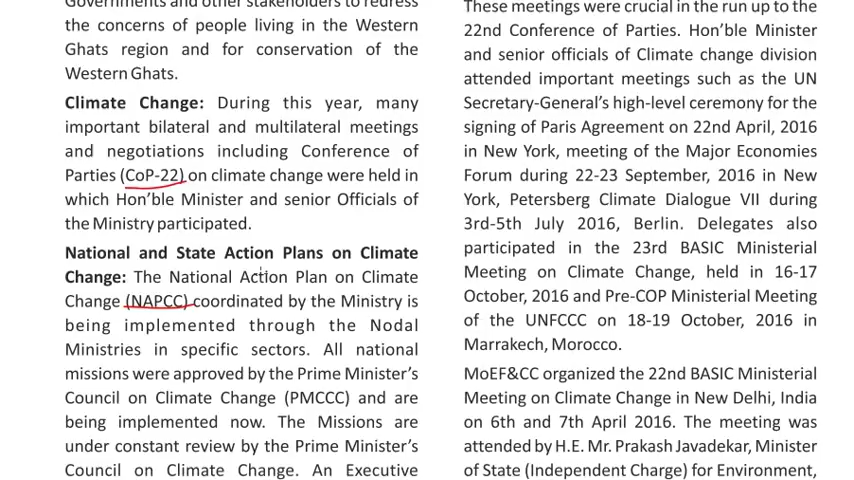 Governments and other stakeholders to redress
the concerns of people living in the Western
Ghats region and for conservation of the
Western Ghats.
Climate Change: During this year, many
important bilateral and multilateral meetings
and negotiations including Conference of
Parties (CoP-22) on climate change were held in
which Hon’ble Minister and senior Officials of
the Ministry participated.
National and State Action Plans on Climate
Change: The National Action Plan on Climate
Change (NAPCC) coordinated by the Ministry is
being implemented through the Nodal
Ministries in specific sectors. All national
missions were approved by the Prime Minister’s
Council on Climate Change (PMCCC) and are
being implemented now. The Missions are
under constant review by the Prime Minister’s
Council on Climate Change. An Executive
These meetings were crucial in the run up to the
22nd Conference of Parties. Hon’ble Minister
and senior officials of Climate change division
attended important meetings such as the UN
Secretary-General’s high-level ceremony for the
signing of Paris Agreement on 22nd April, 2016
in New York, meeting of the Major Economies
Forum during 22-23 September, 2016 in New
York, Petersberg Climate Dialogue VII during
3rd-5th July 2016, Berlin. Delegates also
participated in the 23rd BASIC Ministerial
Meeting on Climate Change, held in 16-17
October, 2016 and Pre-COP Ministerial Meeting
of the UNFCCC on 18-19 October, 2016 in
Marrakech, Morocco.
MoEF&CC organized the 22nd BASIC Ministerial
Meeting on Climate Change in New Delhi, India
on 6th and 7th April 2016. The meeting was
attended by H.E. Mr. Prakash Javadekar, Minister
of State (Independent Charge) for Environment,